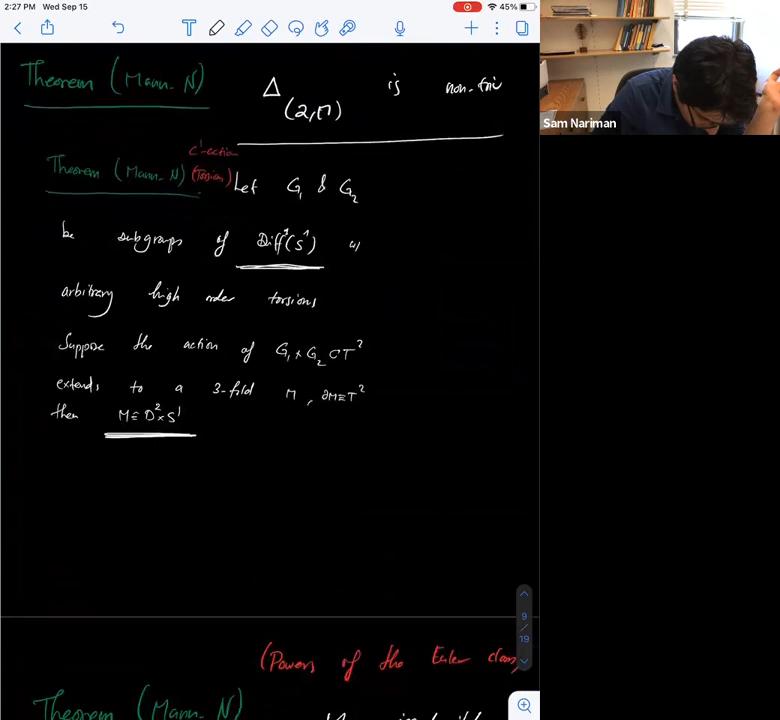 2:27 PM Wed Sep 15
45%
Theorem (Mann-N)
Δ(2,Π) is non-triv
Theorem (Mann-N) C¹-action (Torsion) Let G₁ & G₂
be subgroups of Diff¹(S¹) w/
arbitrary high order torsions
Suppose the action of G₁ × G₂ C T²
extends to a 3-fold M, ∂M ≅ T²
then M ≅ D² × S¹
9
/
19
(Powers of the Euler class)
Theorem (Mann-N)
Sam Nariman